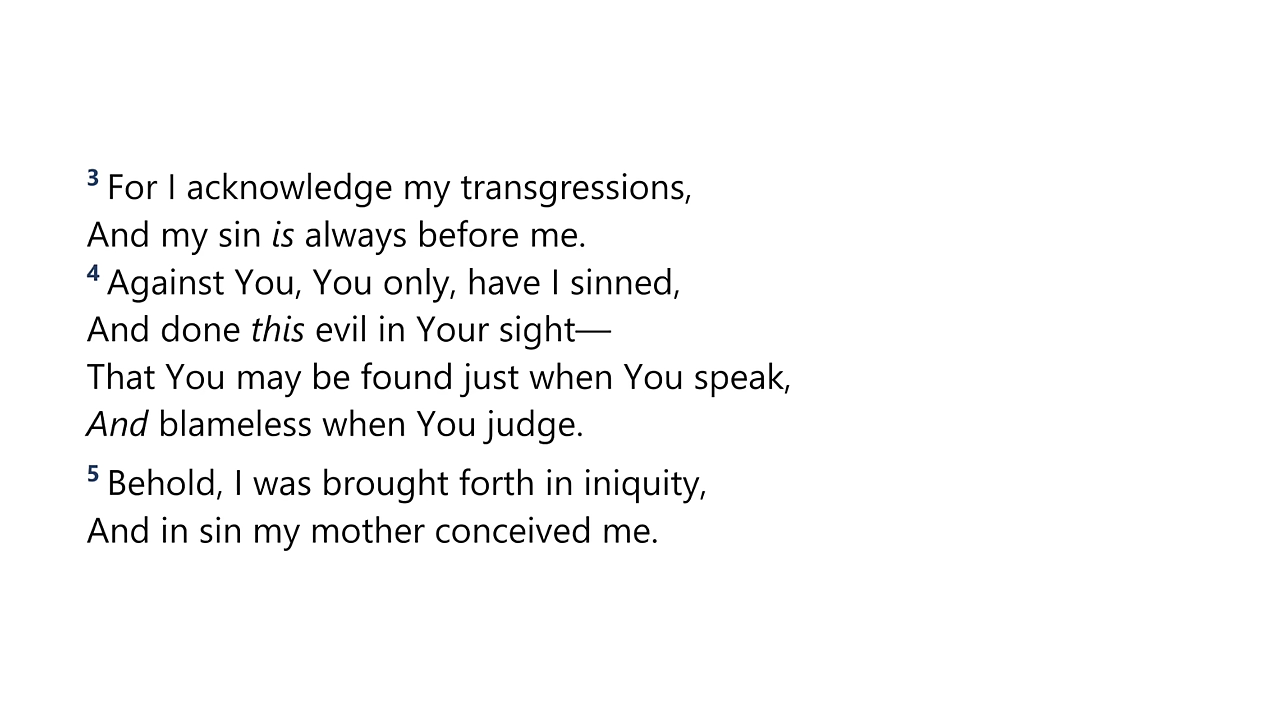 3 For I acknowledge my transgressions,
And my sin is always before me.
4 Against You, You only, have I sinned,
And done this evil in Your sight—
That You may be found just when You speak,
And blameless when You judge.
5 Behold, I was brought forth in iniquity,
And in sin my mother conceived me.